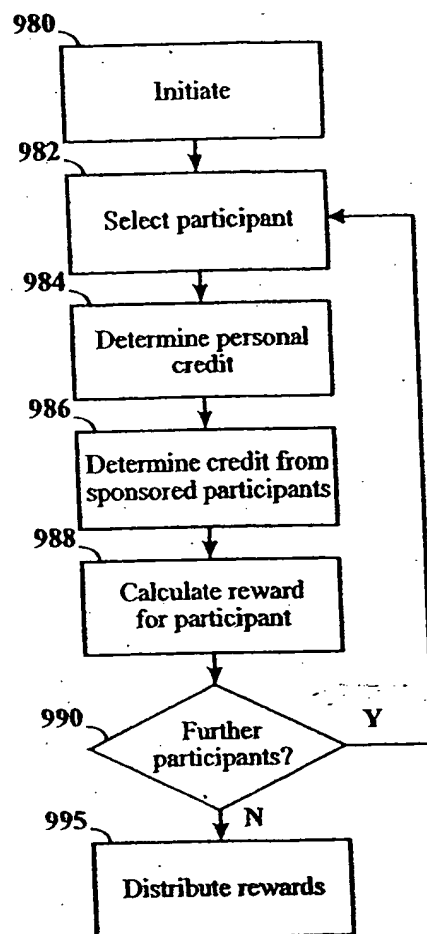 980
Initiate
982
Select participant
984
Determine personal
credit
986
Determine credit from
sponsored participants
988
Calculate reward
for participant
990
Further
participants?
Y
N
995
Distribute rewards